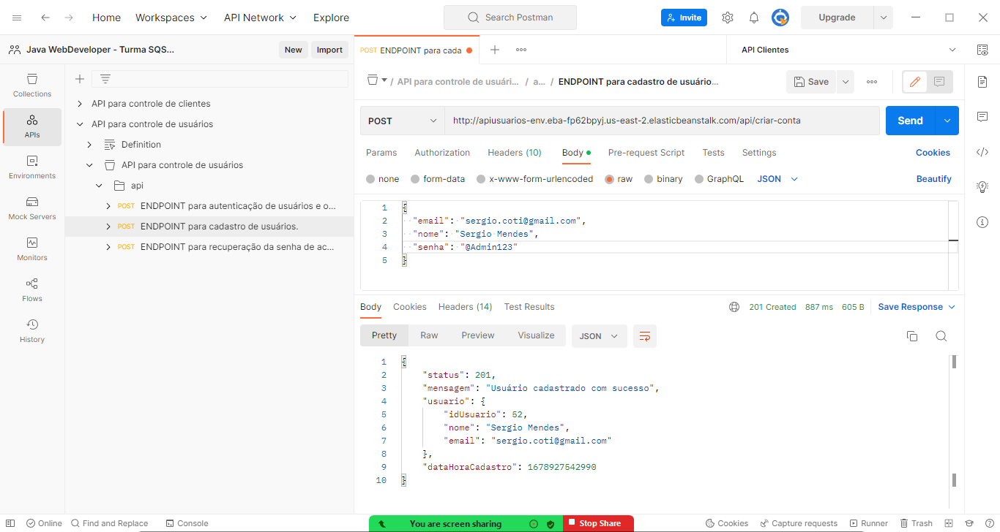 Home Workspaces API Network Explore Search Postman Invite Upgrade
Java WebDeveloper - Turma SQS... New Import
POST ENDPOINT para cada API Clientes
Collections
APIs
Environments
Mock Servers
Monitors
Flows
History
API para controle de clientes
API para controle de usuários
Definition
API para controle de usuários
api
POST ENDPOINT para autenticação de usuários e o...
POST ENDPOINT para cadastro de usuários.
POST ENDPOINT para recuperação da senha de ac...
/ API para controle de usuári... / a... / ENDPOINT para cadastro de usuário... Save
POST http://apiusuarios-env.eba-fp62bpyj.us-east-2.elasticbeanstalk.com/api/criar-conta Send
Params Authorization Headers (10) Body Pre-request Script Tests Settings Cookies
none form-data x-www-form-urlencoded raw binary GraphQL JSON Beautify
1 {
2 "email": "sergio.coti@gmail.com",
3 "nome": "Sergio Mendes",
4 "senha": "@Admin123"
5 }
Body Cookies Headers (14) Test Results 201 Created 887 ms 605 B Save Response
Pretty Raw Preview Visualize JSON
1 {
2 "status": 201,
3 "mensagem": "Usuário cadastrado com sucesso",
4 "usuario": {
5 "idUsuario": 52,
6 "nome": "Sergio Mendes",
7 "email": "sergio.coti@gmail.com"
8 },
9 "dataHoraCadastro": 1678927542990
10 }
Online Find and Replace Console You are screen sharing Stop Share Cookies Capture requests Runner Trash